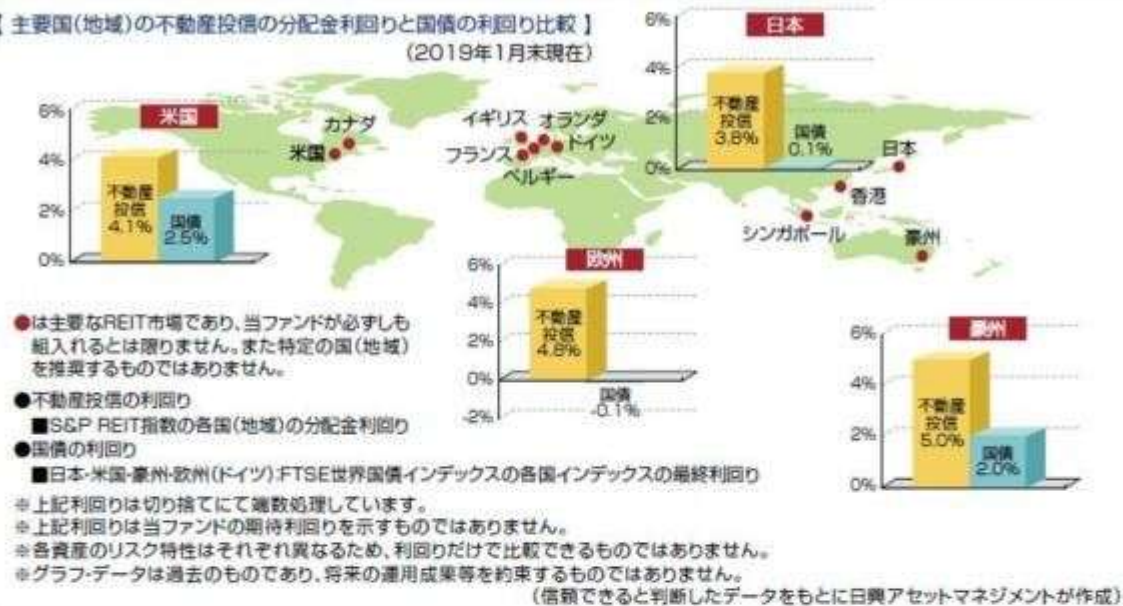 【 主要国(地域)の不動産投信の分配金利回りと国債の利回り比較 】
(2019年1月末現在)
米国
6%
4%
2%
0%
不動産
投信
4.1%
国債
2.5%
日本
6%
4%
2%
0%
不動産
投信
3.8%
国債
0.1%
カナダ
米国
イギリス
オランダ
フランス
ドイツ
ベルギー
日本
香港
シンガポール
豪州
欧州
6%
4%
2%
0%
-2%
不動産
投信
4.8%
国債
-0.1%
豪州
6%
4%
2%
0%
不動産
投信
5.0%
国債
2.0%
●は主要なREIT市場であり、当ファンドが必ずしも
組入れるとは限りません。また特定の国(地域)
を推奨するものではありません。
●不動産投信の利回り
■S&P REIT指数の各国(地域)の分配金利回り
●国債の利回り
■日本・米国・豪州・欧州(ドイツ):FTSE世界国債インデックスの各国インデックスの最終利回り
※上記利回りは切り捨てにて端数処理しています。
※上記利回りは当ファンドの期待利回りを示すものではありません。
※各資産のリスク特性はそれぞれ異なるため、利回りだけで比較できるものではありません。
※グラフ・データは過去のものであり、将来の運用成果等を約束するものではありません。
(信頼できると判断したデータをもとに日興アセットマネジメントが作成)